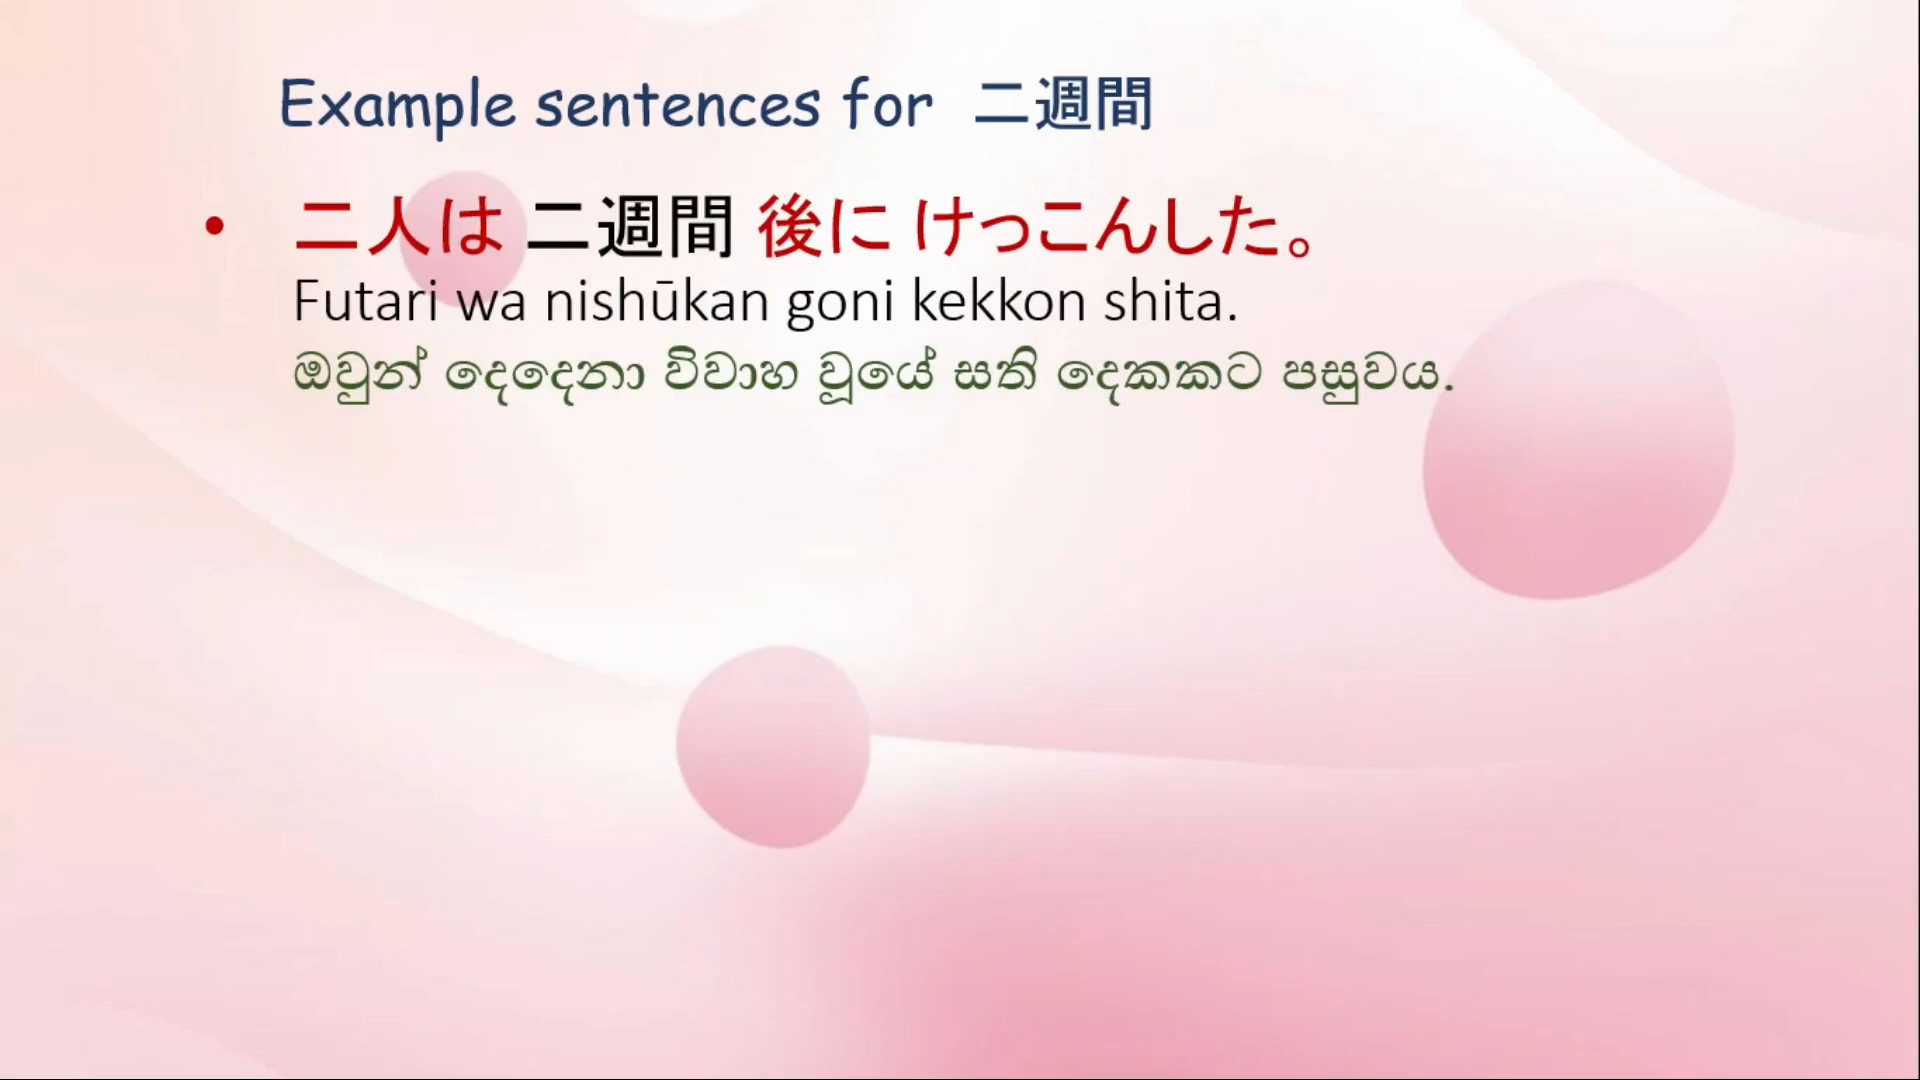 Example sentences for 二週間
• 二人は 二週間 後に けっこんした。
Futari wa nishūkan goni kekkon shita.
ඔවුන් දෙදෙනා විවාහ වූයේ සති දෙකකට පසුවය.